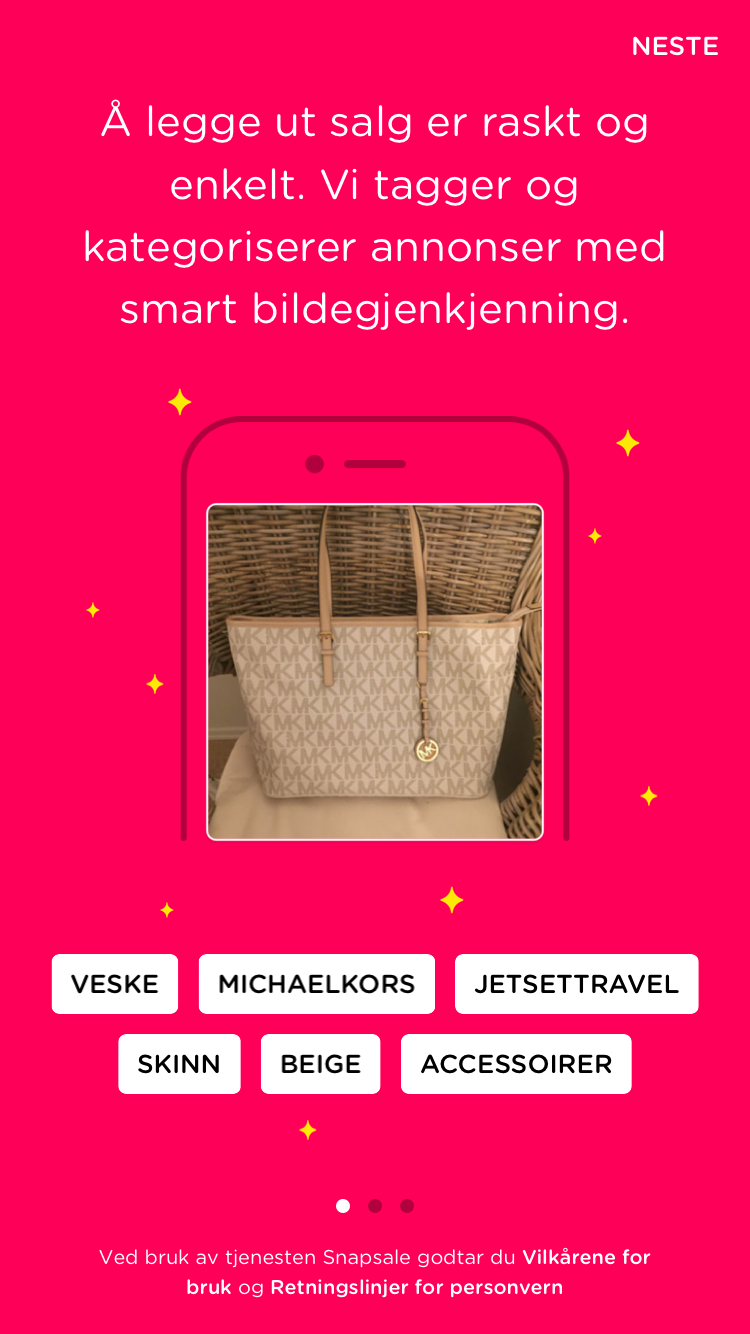 NESTE
Å legge ut salg er raskt og
enkelt. Vi tagger og
kategoriserer annonser med
smart bildegjenkjenning.
MK
VESKE MICHAELKORS JETSETTRAVEL
SKINN BEIGE ACCESSOIRER
Ved bruk av tjenesten Snapsale godtar du Vilkårene for
bruk og Retningslinjer for personvern